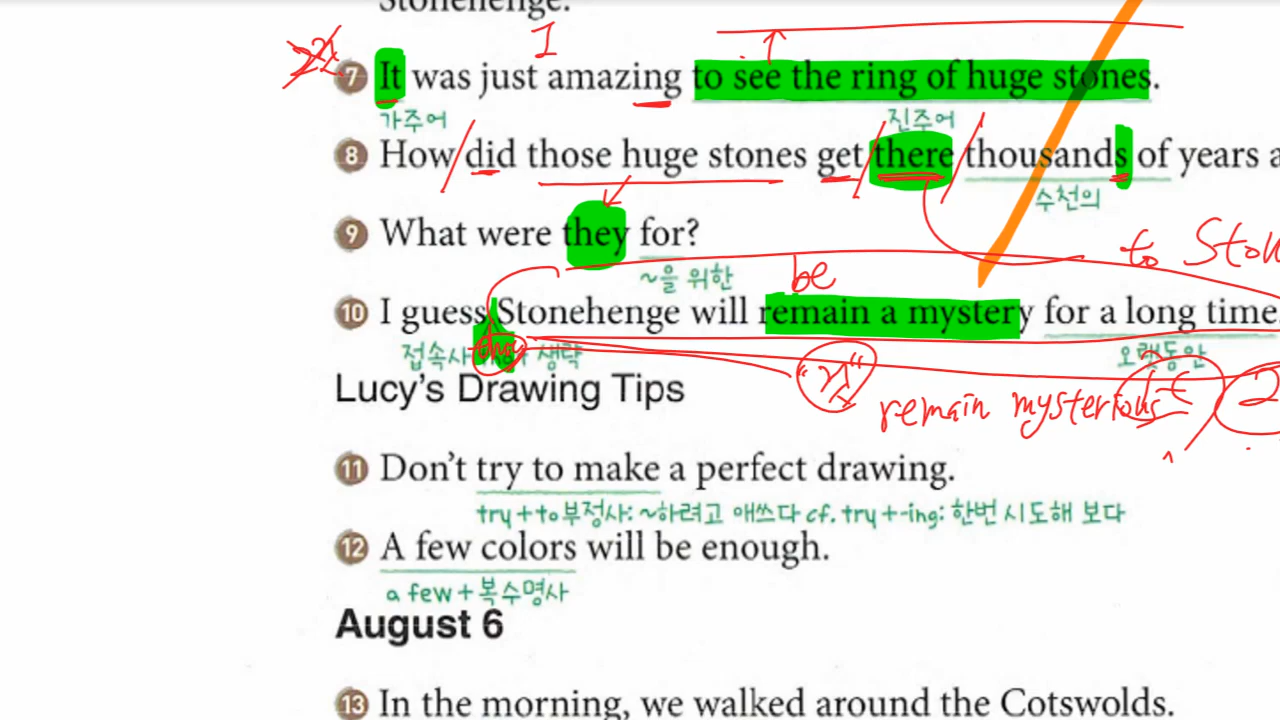 Stonehenge.
I
7 It was just amazing to see the ring of huge stones.
가주어 진주어
8 How did those huge stones get there thousands of years a
수천의
9 What were they for?
to Ston
~을 위한 be
10 I guess Stonehenge will remain a mystery for a long time.
접속사 that 생략 오랫동안
Lucy's Drawing Tips
remain mysterious 2
11 Don't try to make a perfect drawing.
try+to부정사: ~하려고 애쓰다 cf. try+-ing: 한번 시도해 보다
12 A few colors will be enough.
a few+복수명사
August 6
13 In the morning, we walked around the Cotswolds.